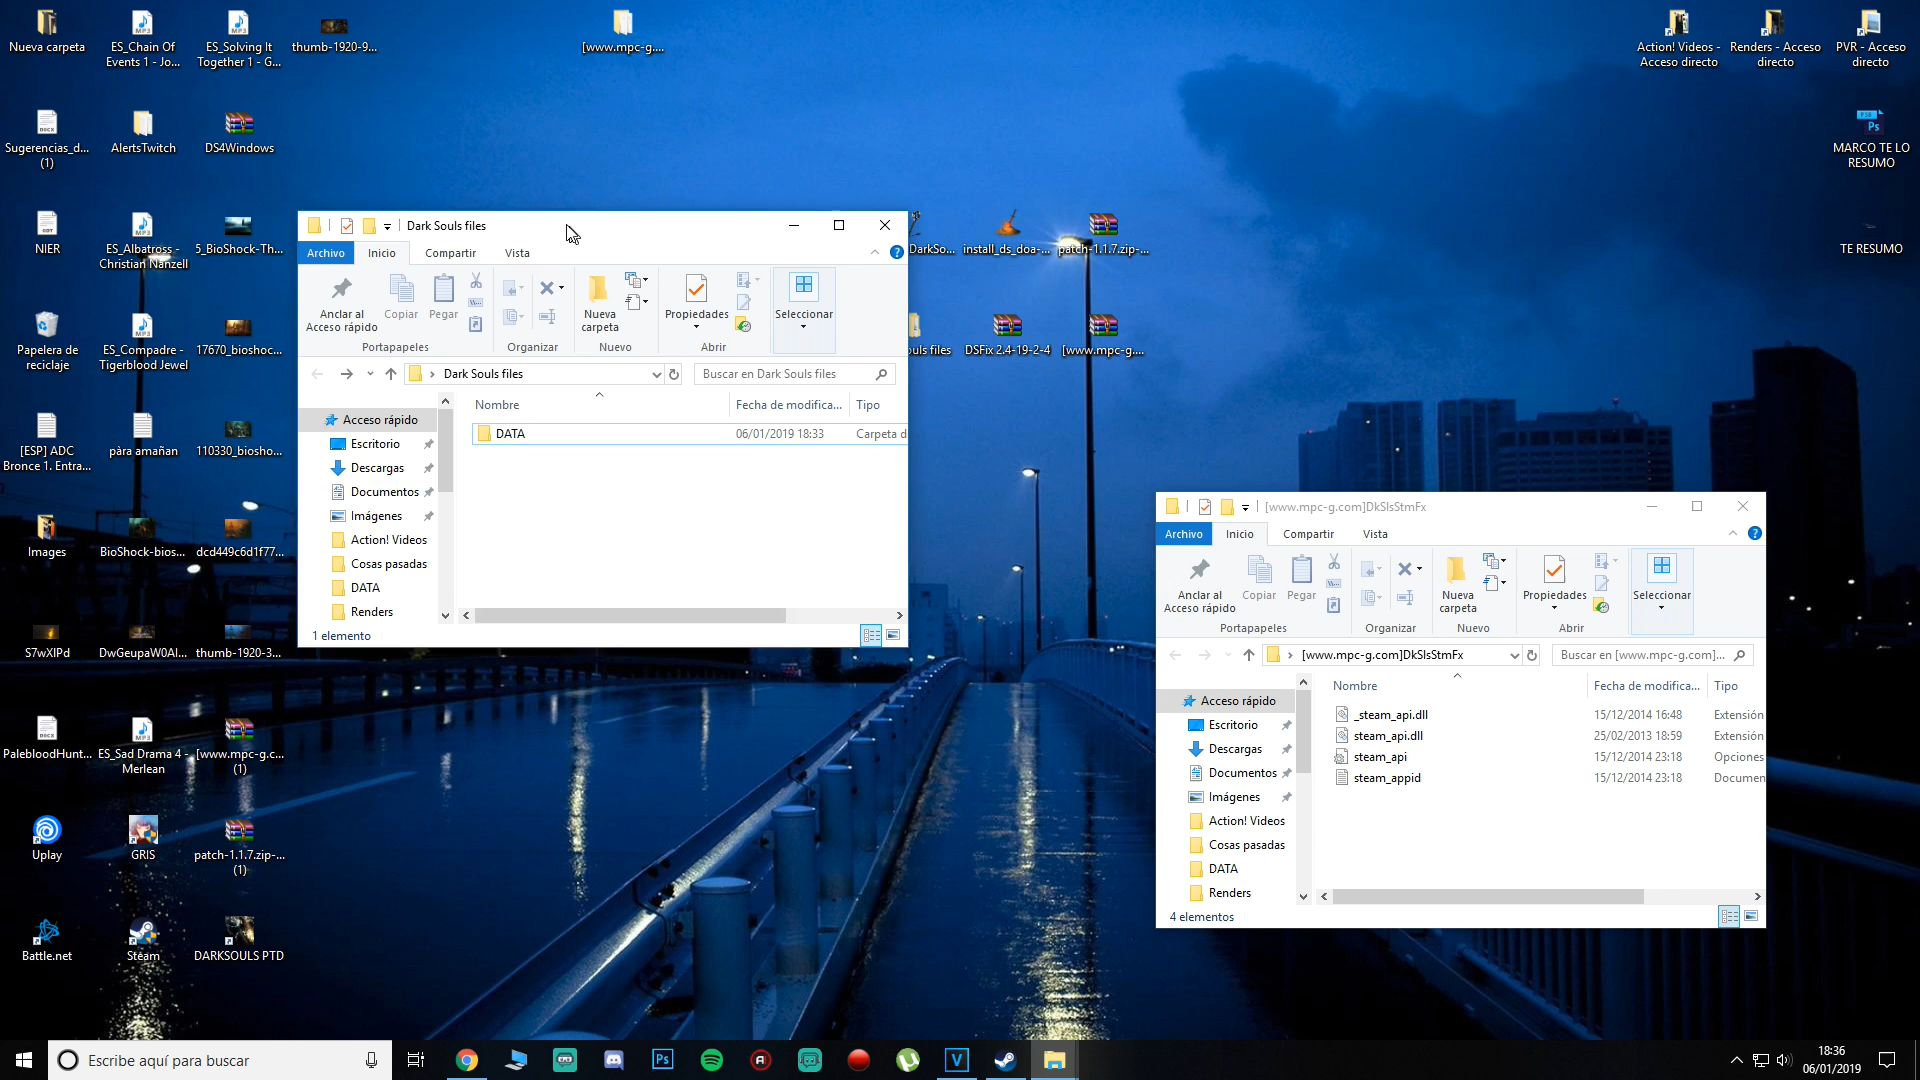 Nueva carpeta
ES_Chain Of
Events 1 - Jo...
ES_Solving It
Together 1 - G...
thumb-1920-9...
[www.mpc-g....
Action! Videos -
Acceso directo
Renders - Acceso
directo
PVR - Acceso
directo
Sugerencias_d...
(1)
AlertsTwitch
DS4Windows
MARCO TE LO
RESUMO
NIER
ES_Albatross -
Christian Nanzell
5_BioShock-Th...
DarkSo...
install_ds_doa-...
patch-1.1.7.zip-...
TE RESUMO
Papelera de
reciclaje
ES_Compadre -
Tigerblood Jewel
17670_bioshoc...
ouls files
DSFix 2.4-19-2-4
[www.mpc-g....
[ESP] ADC
Bronce 1. Entra...
pàra amañan
110330_biosho...
Images
BioShock-bios...
dcd449c6d1f77...
S7wXIPd
DwGeupaW0AI...
thumb-1920-3...
PalebloodHunt...
ES_Sad Drama 4 -
Merlean
[www.mpc-g.c...
(1)
Uplay
GRIS
patch-1.1.7.zip-...
(1)
Battle.net
Steam
DARKSOULS PTD
Dark Souls files
Archivo
Inicio
Compartir
Vista
Anclar al
Acceso rápido
Copiar
Pegar
Nueva
carpeta
Propiedades
Seleccionar
Portapapeles
Organizar
Nuevo
Abrir
Dark Souls files
Buscar en Dark Souls files
Nombre
Fecha de modifica...
Tipo
Acceso rápido
Escritorio
Descargas
Documentos
Imágenes
Action! Videos
Cosas pasadas
DATA
Renders
DATA
06/01/2019 18:33
Carpeta d
1 elemento
[www.mpc-g.com]DkSlsStmFx
Archivo
Inicio
Compartir
Vista
Anclar al
Acceso rápido
Copiar
Pegar
Nueva
carpeta
Propiedades
Seleccionar
Portapapeles
Organizar
Nuevo
Abrir
[www.mpc-g.com]DkSlsStmFx
Buscar en [www.mpc-g.com]...
Nombre
Fecha de modifica...
Tipo
Acceso rápido
Escritorio
Descargas
Documentos
Imágenes
Action! Videos
Cosas pasadas
DATA
Renders
_steam_api.dll
15/12/2014 16:48
Extensión
steam_api.dll
25/02/2013 18:59
Extensión
steam_api
15/12/2014 23:18
Opciones
steam_appid
15/12/2014 23:18
Documen
4 elementos
Escribe aquí para buscar
18:36
06/01/2019